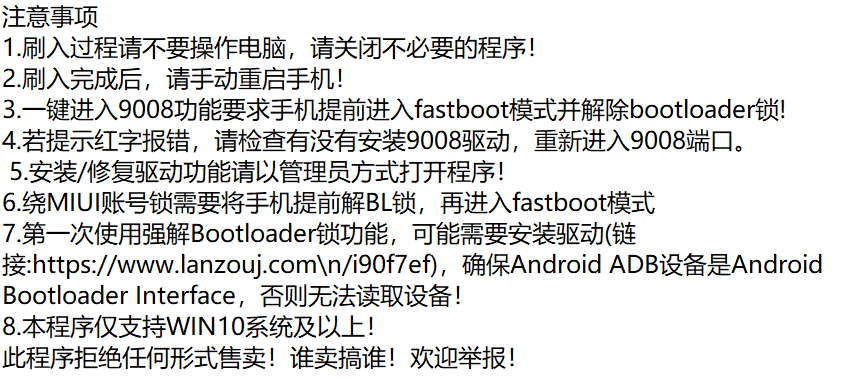 注意事项
1.刷入过程请不要操作电脑，请关闭不必要的程序！
2.刷入完成后，请手动重启手机！
3.一键进入9008功能要求手机提前进入fastboot模式并解除bootloader锁!
4.若提示红字报错，请检查有没有安装9008驱动，重新进入9008端口。
5.安装/修复驱动功能请以管理员方式打开程序！
6.绕MIUI账号锁需要将手机提前解BL锁，再进入fastboot模式
7.第一次使用强解Bootloader锁功能，可能需要安装驱动(链
接:https://www.lanzouj.com\n/i90f7ef)，确保Android ADB设备是Android
Bootloader Interface，否则无法读取设备！
8.本程序仅支持WIN10系统及以上！
此程序拒绝任何形式售卖！谁卖搞谁！欢迎举报！